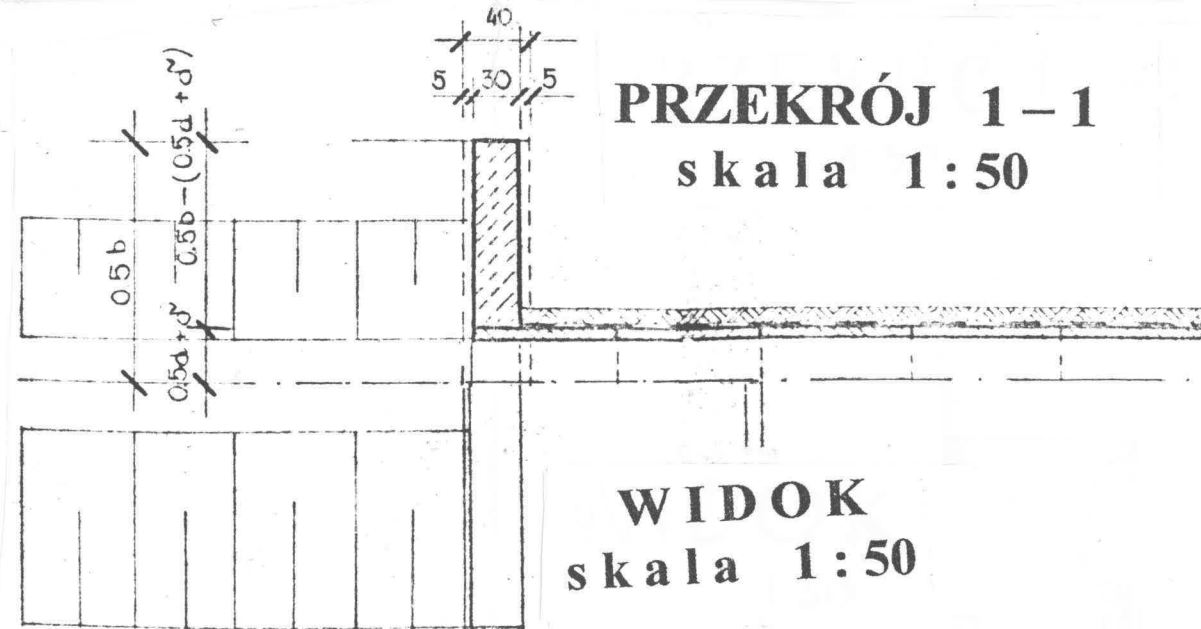 40
5 30 5
PRZEKRÓJ 1 – 1
skala 1 : 50
0.5b – (0.5d + δ)
0.5 b
0.5d + δ
WIDOK
skala 1 : 50